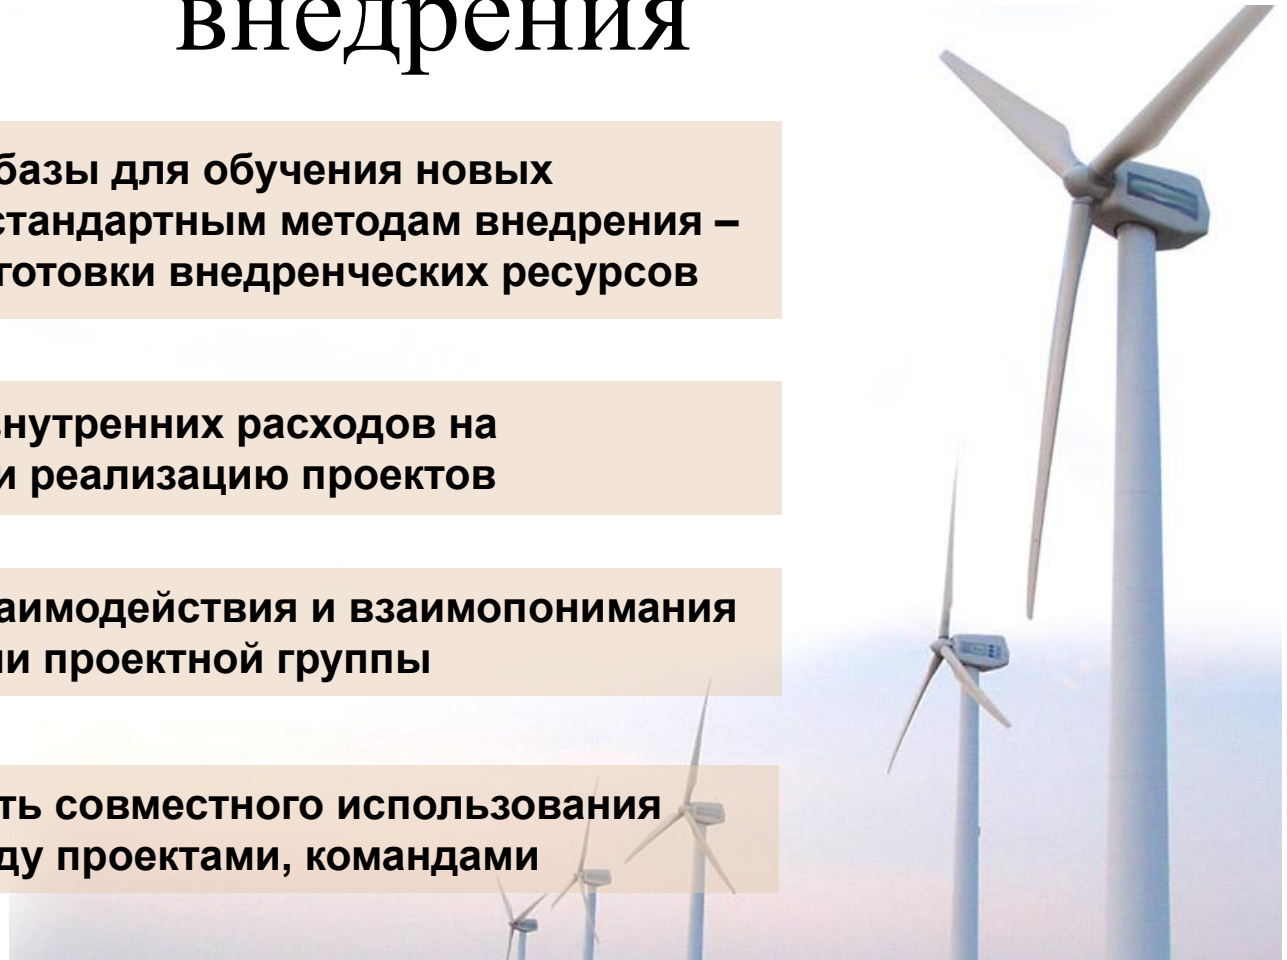 внедрения
базы для обучения новых
стандартным методам внедрения –
готовки внедренческих ресурсов
внутренних расходов на
и реализацию проектов
аимодействия и взаимопонимания
ии проектной группы
ть совместного использования
ду проектами, командами